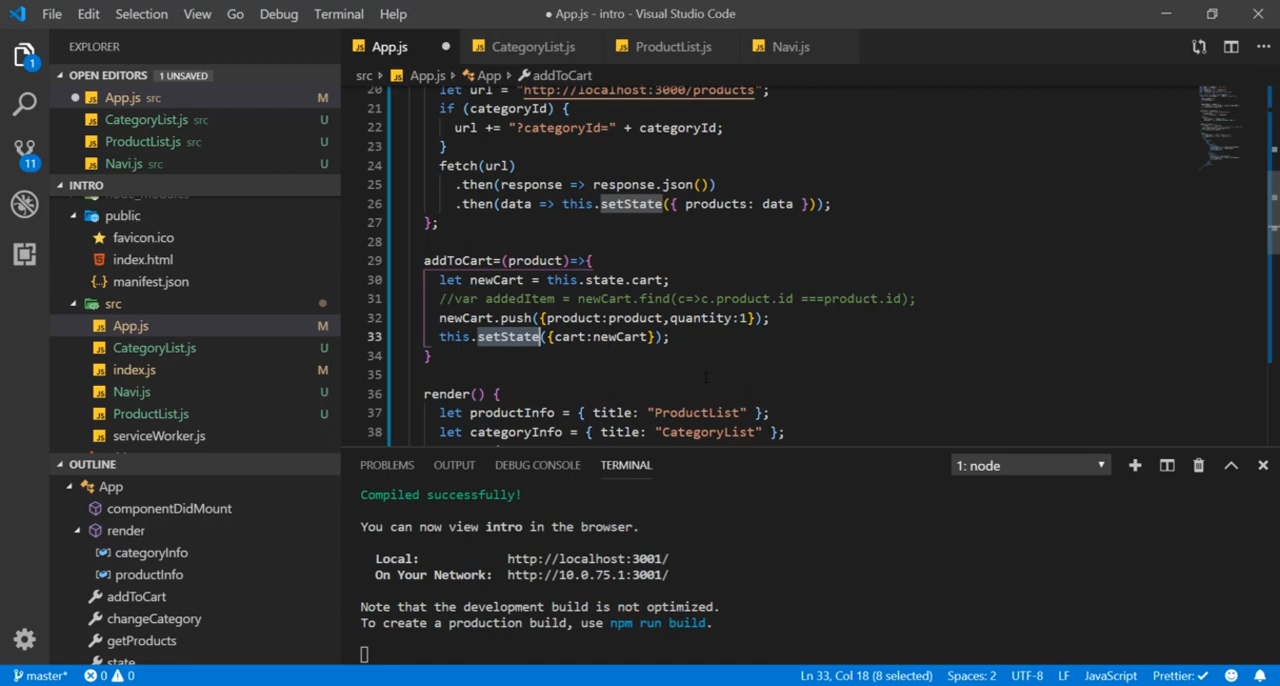 File Edit Selection View Go Debug Terminal Help
● App.js - intro - Visual Studio Code
EXPLORER
OPEN EDITORS 1 UNSAVED
App.js src M
CategoryList.js src U
ProductList.js src U
Navi.js src U
INTRO
node_modules
public
favicon.ico
index.html
{..} manifest.json
src
App.js M
CategoryList.js U
index.js M
Navi.js U
ProductList.js U
serviceWorker.js
OUTLINE
App
componentDidMount
render
categoryInfo
productInfo
addToCart
changeCategory
getProducts
state
1
11
App.js CategoryList.js ProductList.js Navi.js
src App.js App addToCart
20 let url = "http://localhost:3000/products";
21 if (categoryId) {
22 url += "?categoryId=" + categoryId;
23 }
24 fetch(url)
25 .then(response => response.json())
26 .then(data => this.setState({ products: data }));
27 };
28
29 addToCart=(product)=>{
30 let newCart = this.state.cart;
31 //var addedItem = newCart.find(c=>c.product.id ===product.id);
32 newCart.push({product:product,quantity:1});
33 this.setState({cart:newCart});
34 }
35
36 render() {
37 let productInfo = { title: "ProductList" };
38 let categoryInfo = { title: "CategoryList" };
PROBLEMS OUTPUT DEBUG CONSOLE TERMINAL 1: node
Compiled successfully!
You can now view intro in the browser.
Local: http://localhost:3001/
On Your Network: http://10.0.75.1:3001/
Note that the development build is not optimized.
To create a production build, use npm run build.
master* 0 0 Ln 33, Col 18 (8 selected) Spaces: 2 UTF-8 LF JavaScript Prettier: ✓